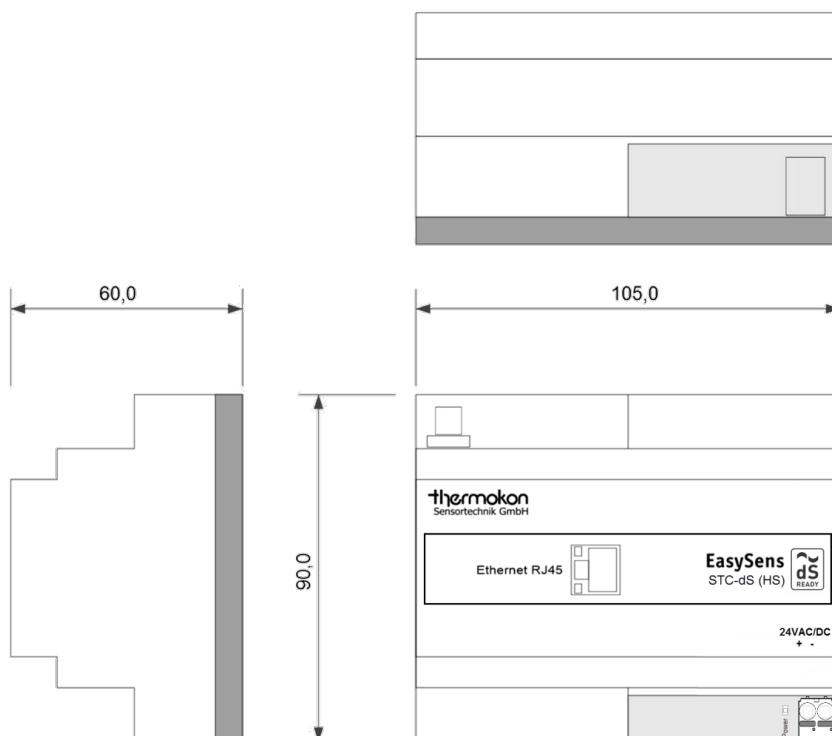 60,0
105,0
90,0
thermokon
Sensortechnik GmbH
Ethernet RJ45
EasySens
STC-dS (HS)
dS
READY
24VAC/DC
+ -
Power